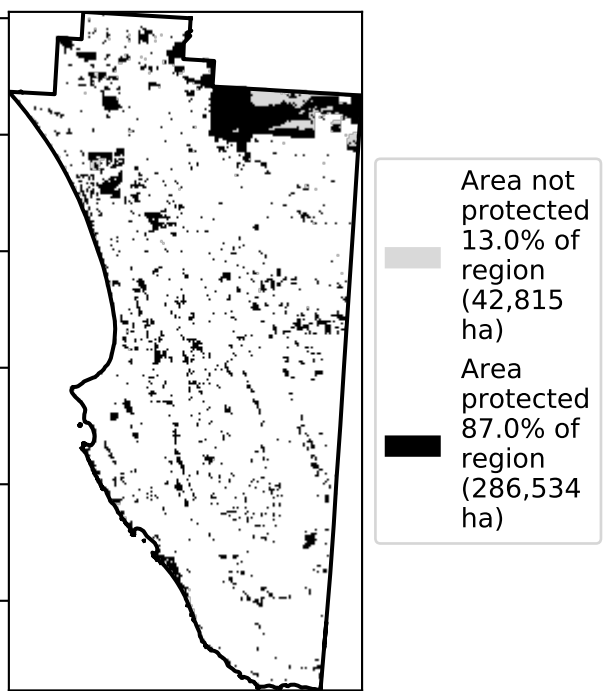 Area not
protected
13.0% of
region
(42,815
ha)
Area
protected
87.0% of
region
(286,534
ha)